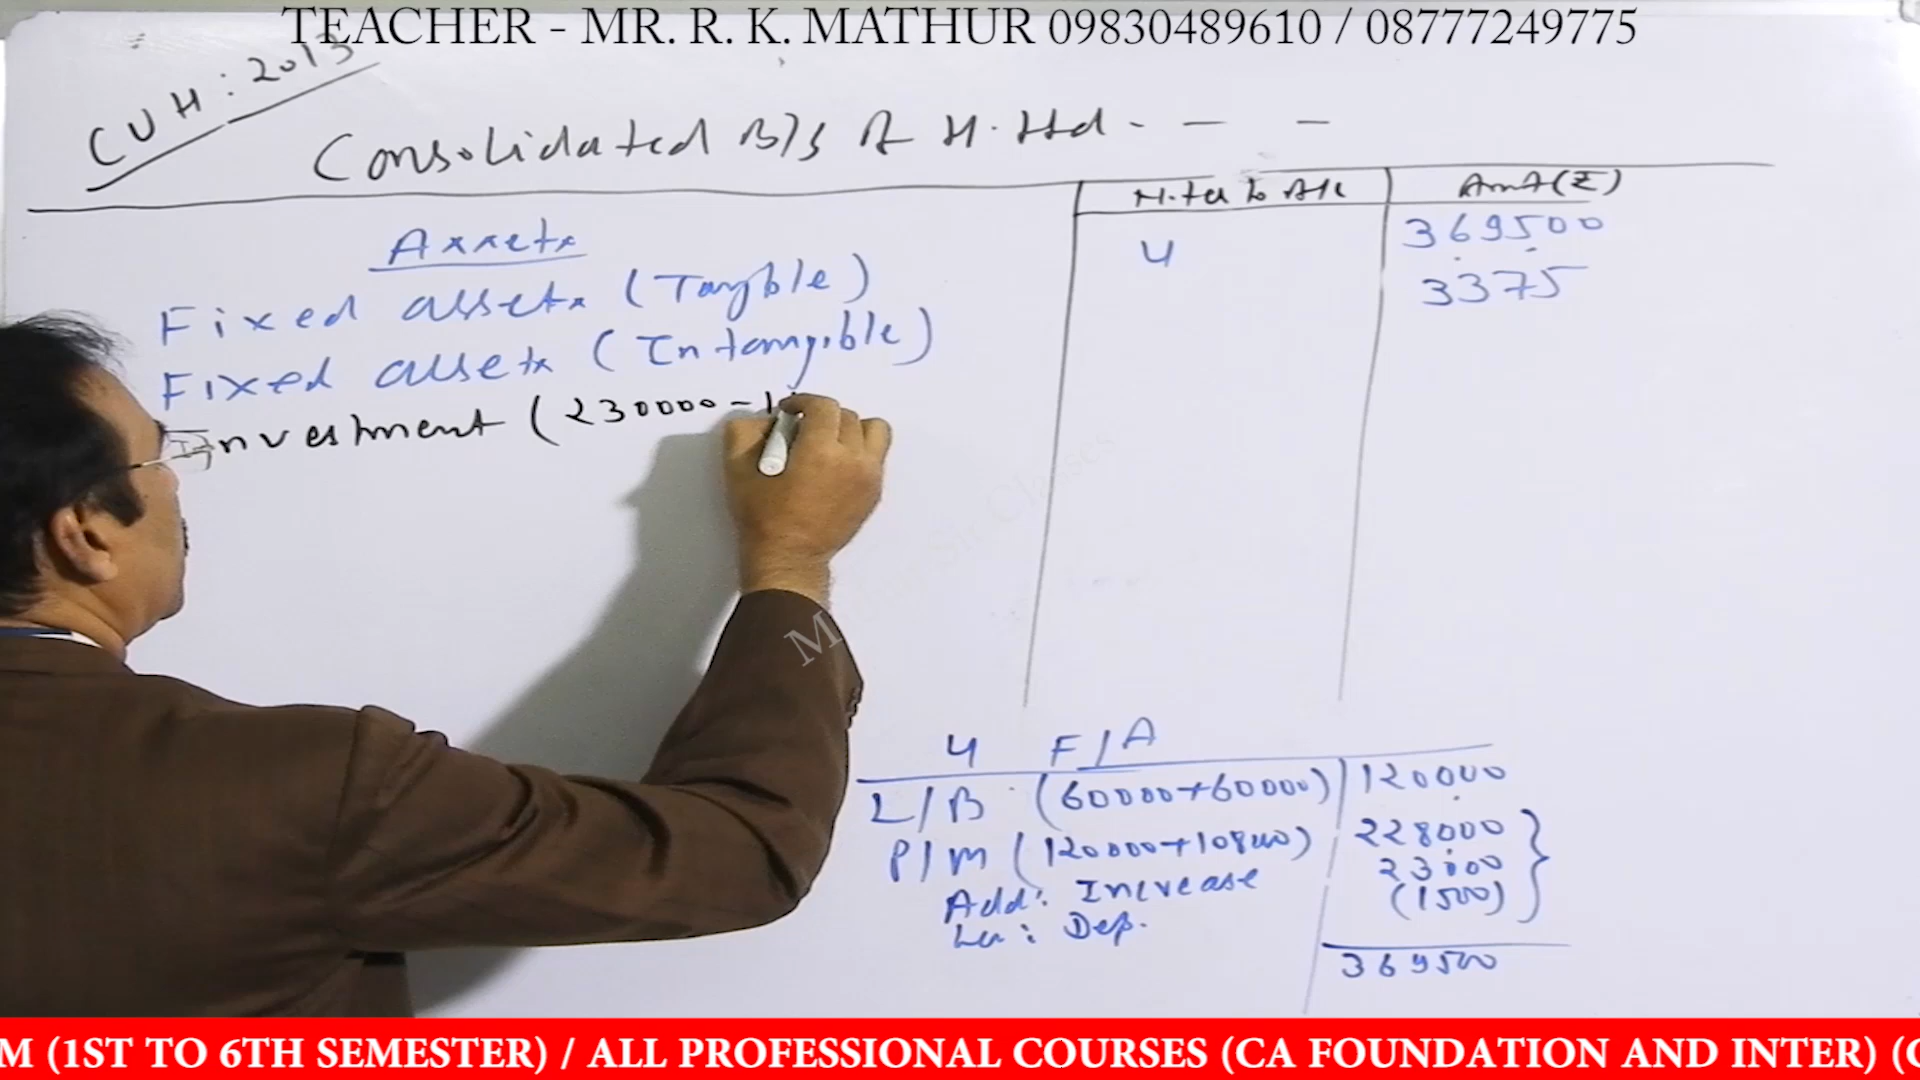 TEACHER - MR. R. K. MATHUR 09830489610 / 08777249775
CUH: 2013
Consolidated B/S of H. Ltd - - -
Amt (₹)
Assets
Fixed assets (Tangible) 4 369500
Fixed assets (Intangible) 3375
Investment (230000 - 1
4 F/A
L/B (60000+60000) 120000
P/M (120000+108000) 228000
Add: Increase 23000
Le: Dep. (1500)
369500
M (1ST TO 6TH SEMESTER) / ALL PROFESSIONAL COURSES (CA FOUNDATION AND INTER) (C